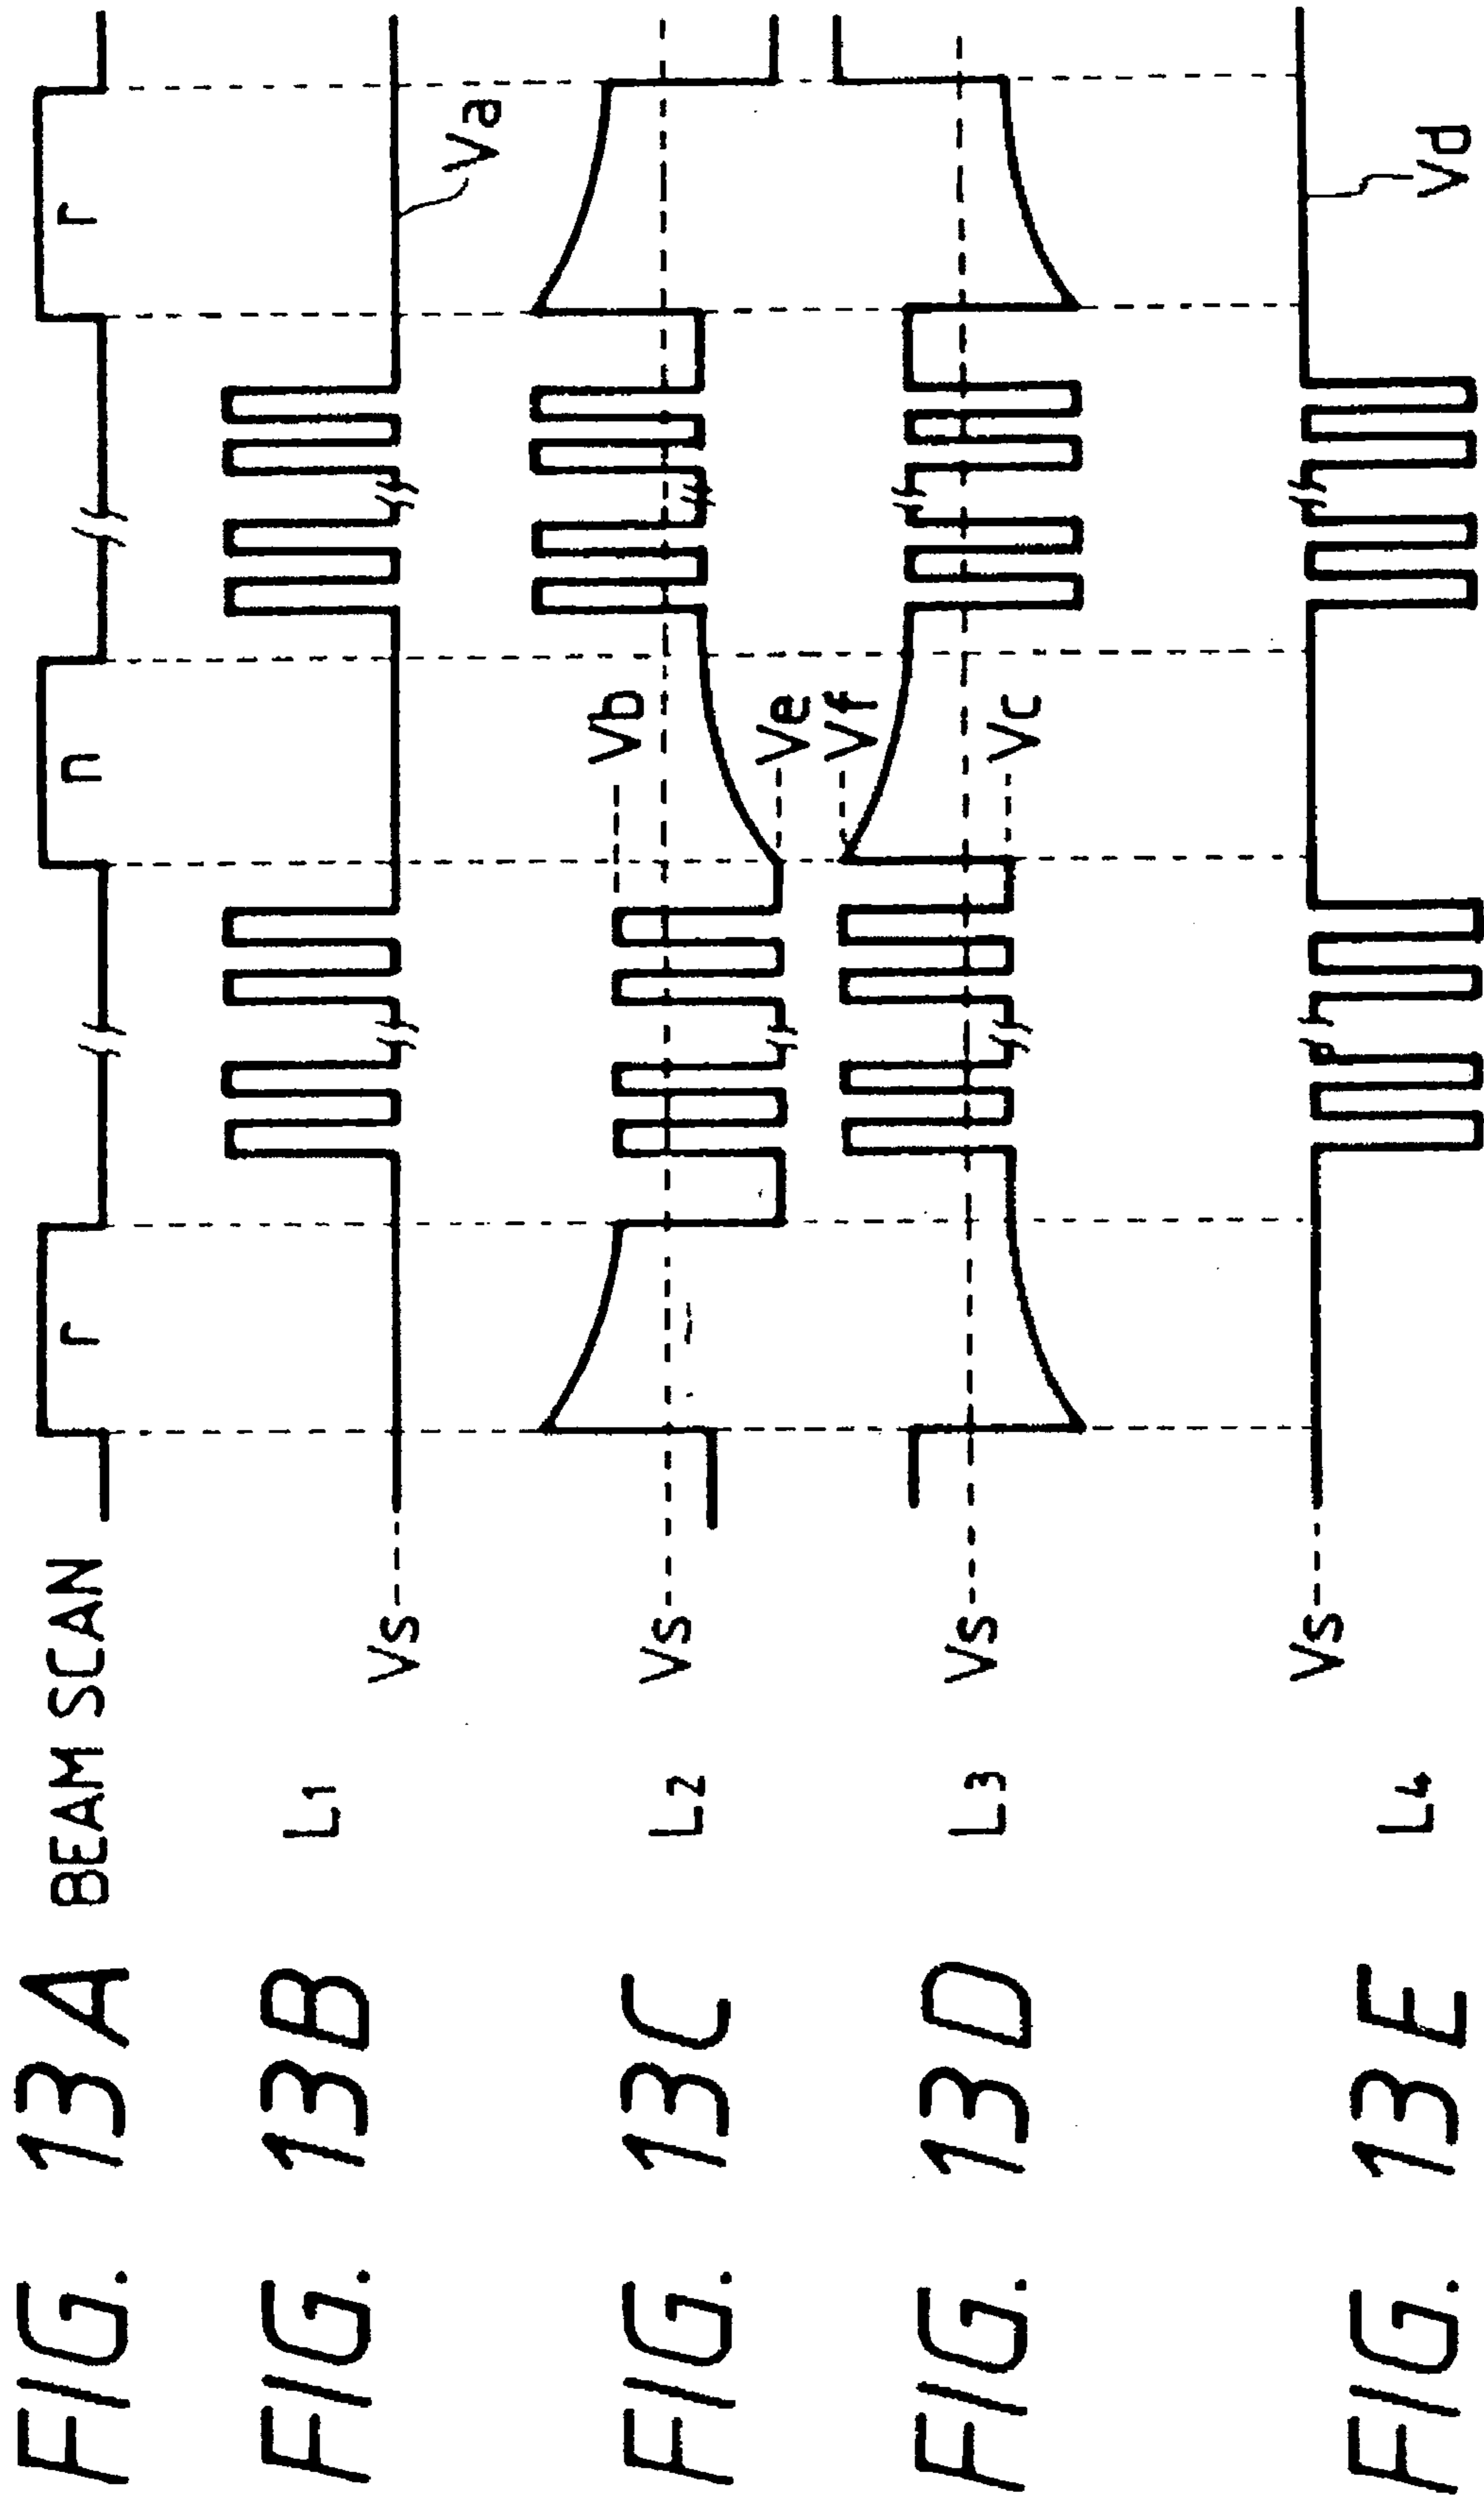 FIG. 13A BEAM SCAN r n r
FIG. 13B L1 Vs Va
FIG. 13C L2 Vs Vb Ve
FIG. 13D L3 Vs Vf Vc
FIG. 13E L4 Vs Vd